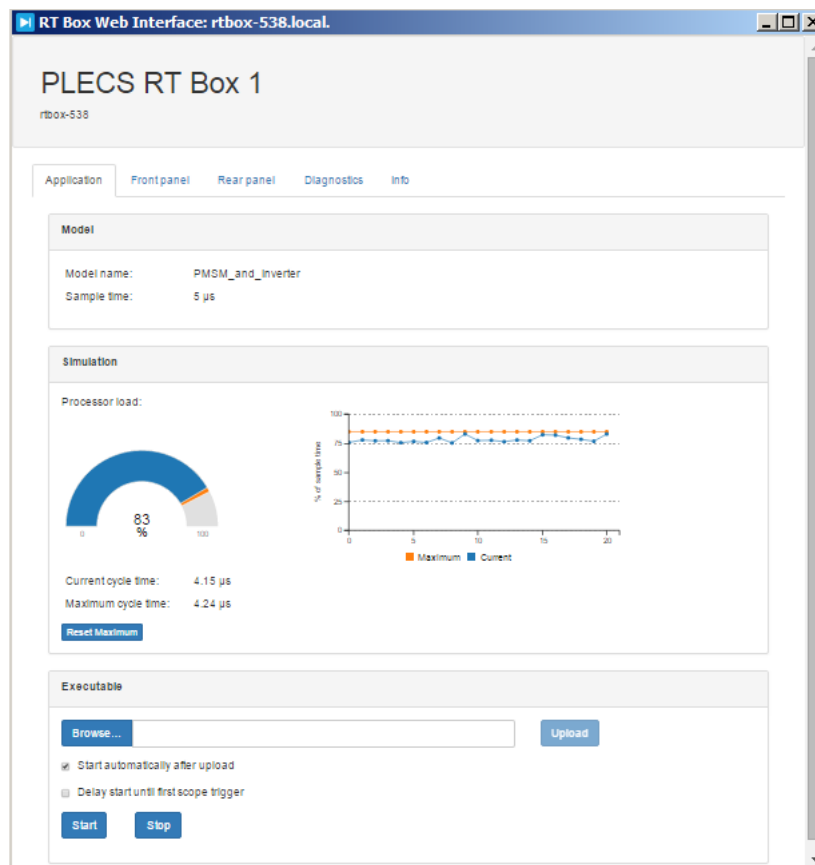 RT Box Web Interface: rtbox-538.local.
PLECS RT Box 1
rtbox-538
Application Front panel Rear panel Diagnostics Info
Model
Model name: PMSM_and_Inverter
Sample time: 5 µs
Simulation
Processor load:
83
%
0 100
% of sample time
100
75
50
25
0
0 5 10 15 20
Maximum Current
Current cycle time: 4.15 µs
Maximum cycle time: 4.24 µs
Reset Maximum
Executable
Browse... Upload
Start automatically after upload
Delay start until first scope trigger
Start Stop